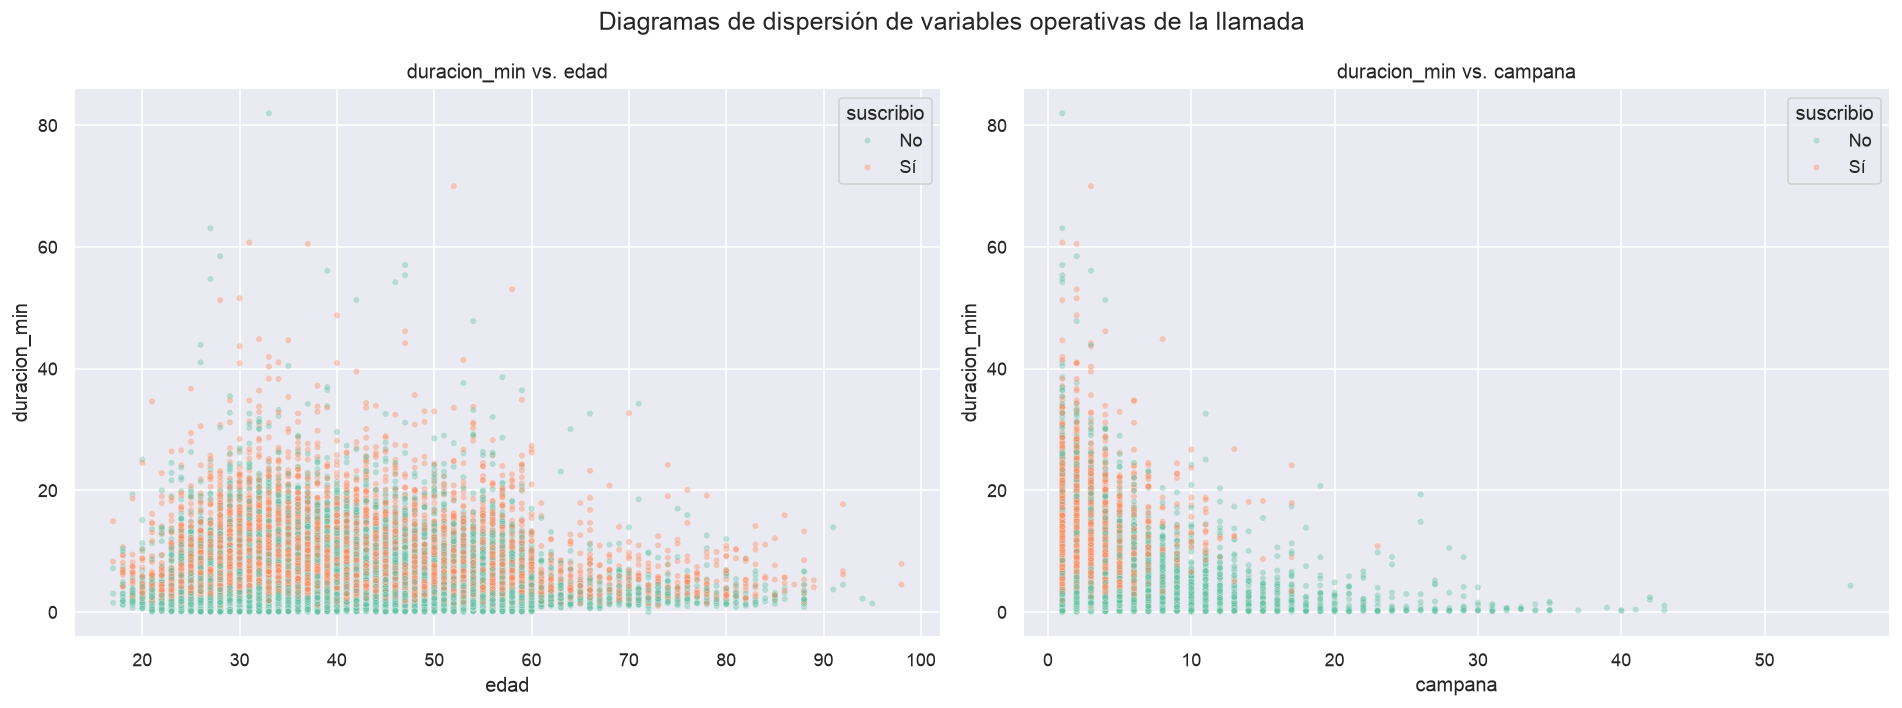 Diagramas de dispersión de variables operativas de la llamada
duracion_min vs. edad
duracion_min
80
60
40
20
0
20 30 40 50 60 70 80 90 100
edad
suscribio
No
Sí
duracion_min vs. campana
duracion_min
80
60
40
20
0
0 10 20 30 40 50
campana
suscribio
No
Sí